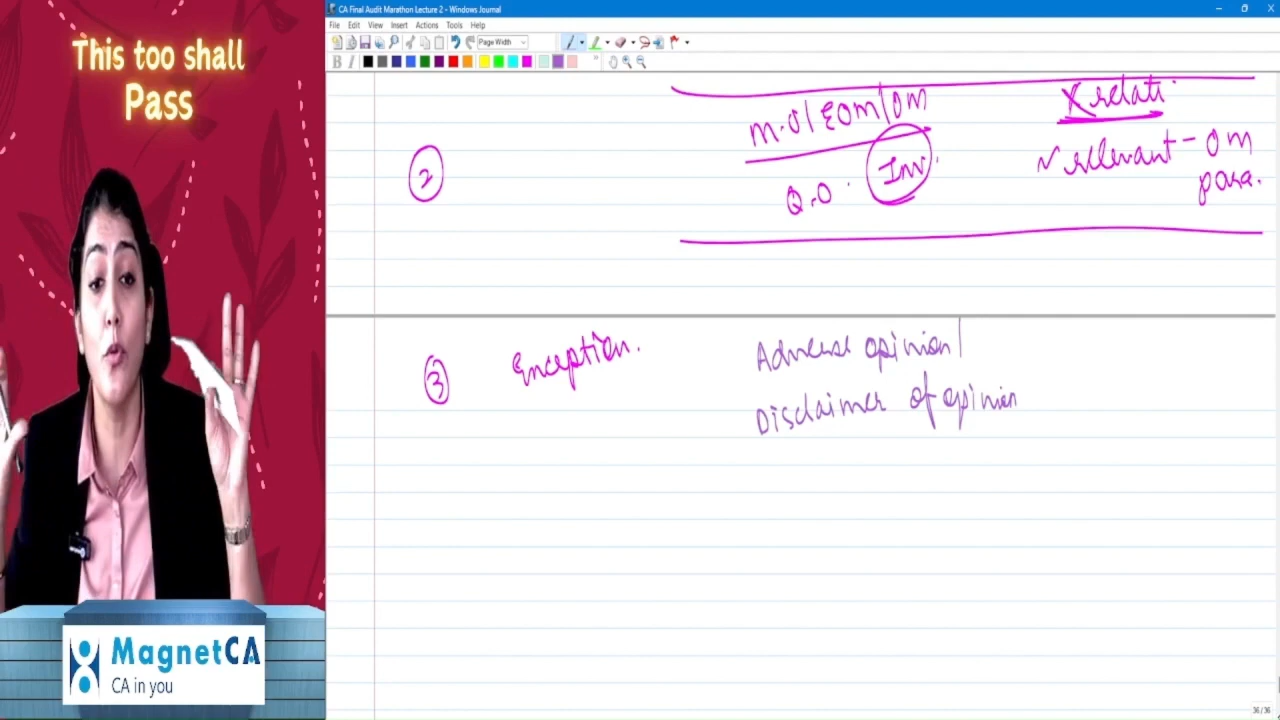 This too shall
Pass
MagnetCA
CA in you
CA Final Audit Marathon Lecture 2 - Windows Journal
File Edit View Insert Actions Tools Help
Page Width
B I
m.o/EOM/OM
X relati
②
Q.O. Inv.
✓ relevant - OM
para.
③ Exception.
Adverse opinion/
Disclaimer of opinion
36/36